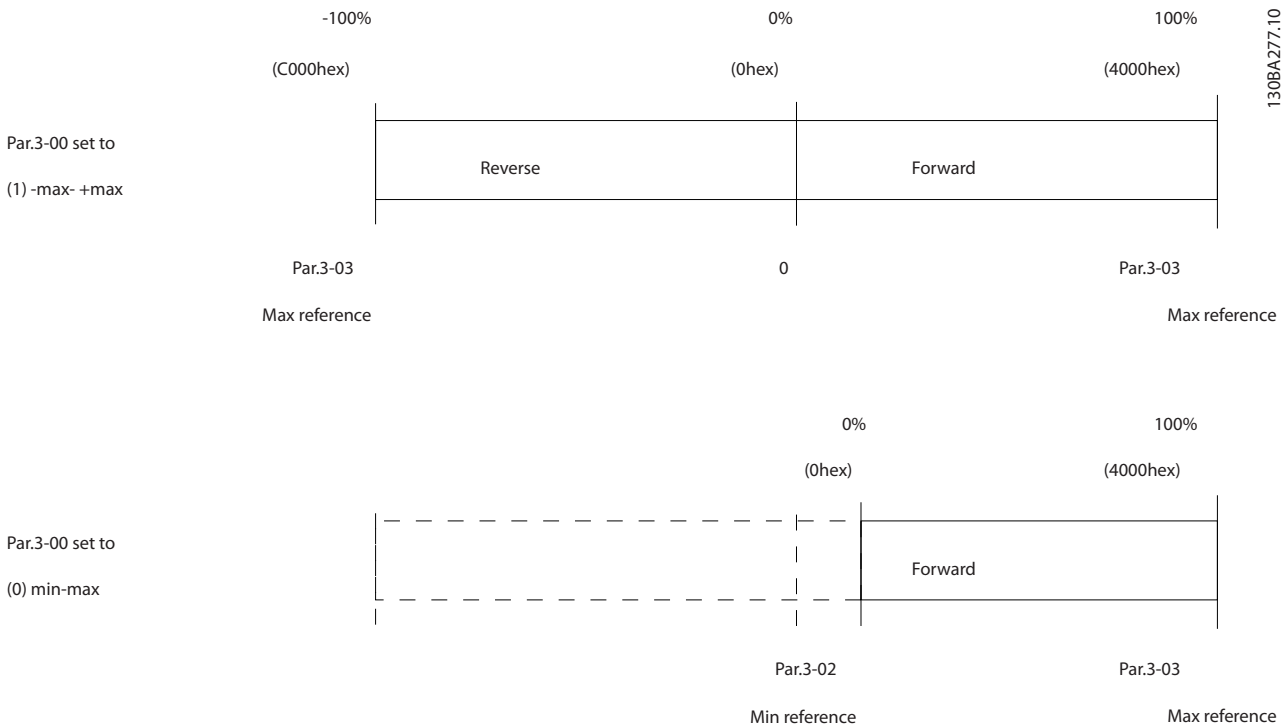 -100% 0% 100%
(C000hex) (0hex) (4000hex)
130BA277.10
Par.3-00 set to
(1) -max- +max
Reverse Forward
Par.3-03 0 Par.3-03
Max reference Max reference
0% 100%
(0hex) (4000hex)
Par.3-00 set to
(0) min-max
Forward
Par.3-02 Par.3-03
Min reference Max reference